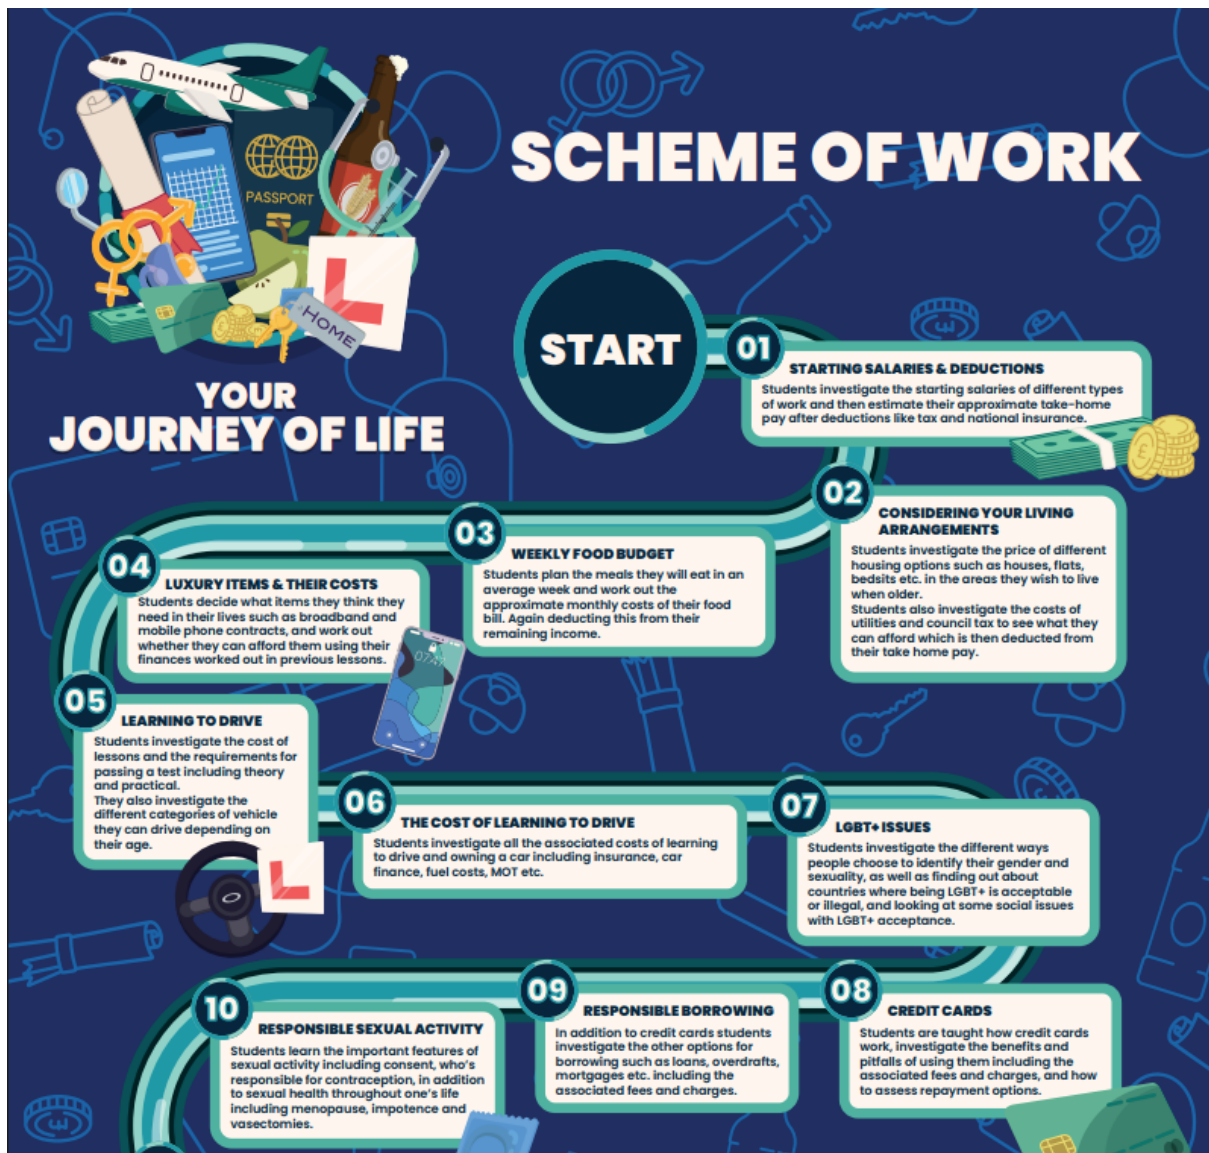 SCHEME OF WORK
PASSPORT
L
HOME
YOUR
JOURNEY OF LIFE
START
01
STARTING SALARIES & DEDUCTIONS
Students investigate the starting salaries of different types
of work and then estimate their approximate take-home
pay after deductions like tax and national insurance.
02
CONSIDERING YOUR LIVING
ARRANGEMENTS
Students investigate the price of different
housing options such as houses, flats,
bedsits etc. in the areas they wish to live
when older.
Students also investigate the costs of
utilities and council tax to see what they
can afford which is then deducted from
their take home pay.
03
WEEKLY FOOD BUDGET
Students plan the meals they will eat in an
average week and work out the
approximate monthly costs of their food
bill. Again deducting this from their
remaining income.
04
LUXURY ITEMS & THEIR COSTS
Students decide what items they think they
need in their lives such as broadband and
mobile phone contracts, and work out
whether they can afford them using their
finances worked out in previous lessons.
05
LEARNING TO DRIVE
Students investigate the cost of
lessons and the requirements for
passing a test including theory
and practical.
They also investigate the
different categories of vehicle
they can drive depending on
their age.
L
06
THE COST OF LEARNING TO DRIVE
Students investigate all the associated costs of learning
to drive and owning a car including insurance, car
finance, fuel costs, MOT etc.
07
LGBT+ ISSUES
Students investigate the different ways
people choose to identify their gender and
sexuality, as well as finding out about
countries where being LGBT+ is acceptable
or illegal, and looking at some social issues
with LGBT+ acceptance.
08
CREDIT CARDS
Students are taught how credit cards
work, investigate the benefits and
pitfalls of using them including the
associated fees and charges, and how
to assess repayment options.
09
RESPONSIBLE BORROWING
In addition to credit cards students
investigate the other options for
borrowing such as loans, overdrafts,
mortgages etc. including the
associated fees and charges.
10
RESPONSIBLE SEXUAL ACTIVITY
Students learn the important features of
sexual activity including consent, who's
responsible for contraception, in addition
to sexual health throughout one's life
including menopause, impotence and
vasectomies.